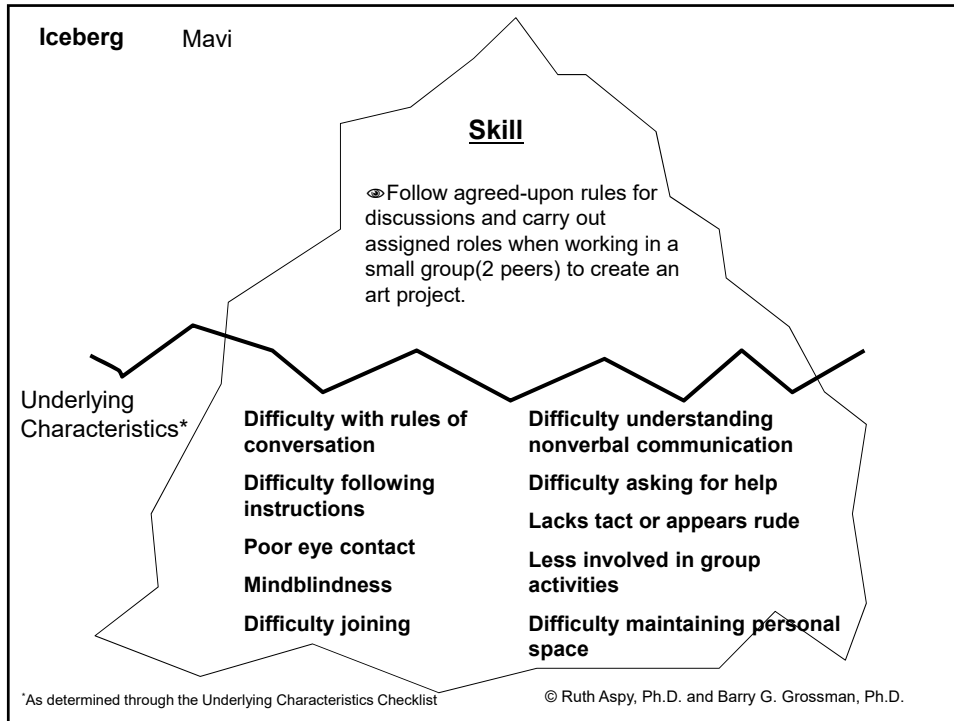 Iceberg Mavi
Skill
👁Follow agreed-upon rules for
discussions and carry out
assigned roles when working in a
small group(2 peers) to create an
art project.
Underlying
Characteristics*
Difficulty with rules of
conversation
Difficulty following
instructions
Poor eye contact
Mindblindness
Difficulty joining
Difficulty understanding
nonverbal communication
Difficulty asking for help
Lacks tact or appears rude
Less involved in group
activities
Difficulty maintaining personal
space
*As determined through the Underlying Characteristics Checklist
© Ruth Aspy, Ph.D. and Barry G. Grossman, Ph.D.